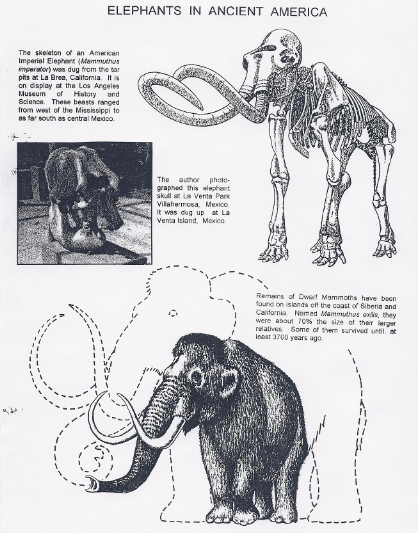 ELEPHANTS IN ANCIENT AMERICA
The skeleton of an American
Imperial Elephant (Mammuthus
imperator) was dug from the tar
pits at La Brea, California. It is
on display at the Los Angeles
Museum of History and
Science. These beasts ranged
from west of the Mississippi to
as far south as central Mexico.
The author photo-
graphed this elephant
skull at La Venta Park
Villahermosa, Mexico.
It was dug up at La
Venta Island, Mexico.
Remains of Dwarf Mammoths have been
found on islands off the coast of Siberia and
California. Named Mammuthus exilis, they
were about 70% the size of their larger
relatives. Some of them survived until at
least 3700 years ago.